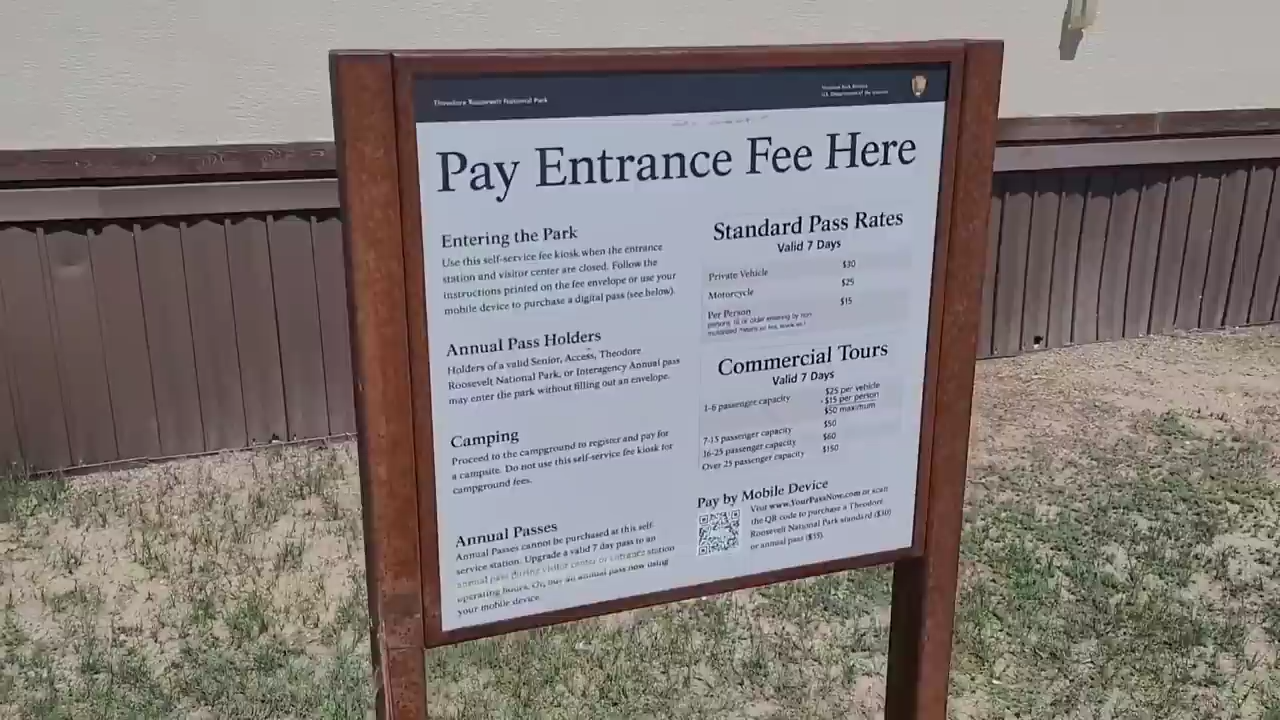 Theodore Roosevelt National Park
National Park Service
U.S. Department of the Interior
Pay Entrance Fee Here
Entering the Park
Use this self-service fee kiosk when the entrance
station and visitor center are closed. Follow the
instructions printed on the fee envelope or use your
mobile device to purchase a digital pass (see below).
Annual Pass Holders
Holders of a valid Senior, Access, Theodore
Roosevelt National Park, or Interagency Annual pass
may enter the park without filling out an envelope.
Camping
Proceed to the campground to register and pay for
a campsite. Do not use this self-service fee kiosk for
campground fees.
Annual Passes
Annual Passes cannot be purchased at this self-
service station. Upgrade a valid 7 day pass to an
annual pass during visitor center or entrance station
operating hours. Or, buy an annual pass now using
your mobile device.
Standard Pass Rates
Valid 7 Days
Private Vehicle $30
Motorcycle $25
Per Person $15
persons 16 or older entering by non-
Commercial Tours
Valid 7 Days
1-6 passenger capacity $25 per vehicle
+ $15 per person
$50 maximum
7-15 passenger capacity $50
16-25 passenger capacity $60
Over 25 passenger capacity $150
Pay by Mobile Device
Visit www.YourPassNow.com or scan
the QR code to purchase a Theodore
Roosevelt National Park standard ($30)
or annual pass ($55).